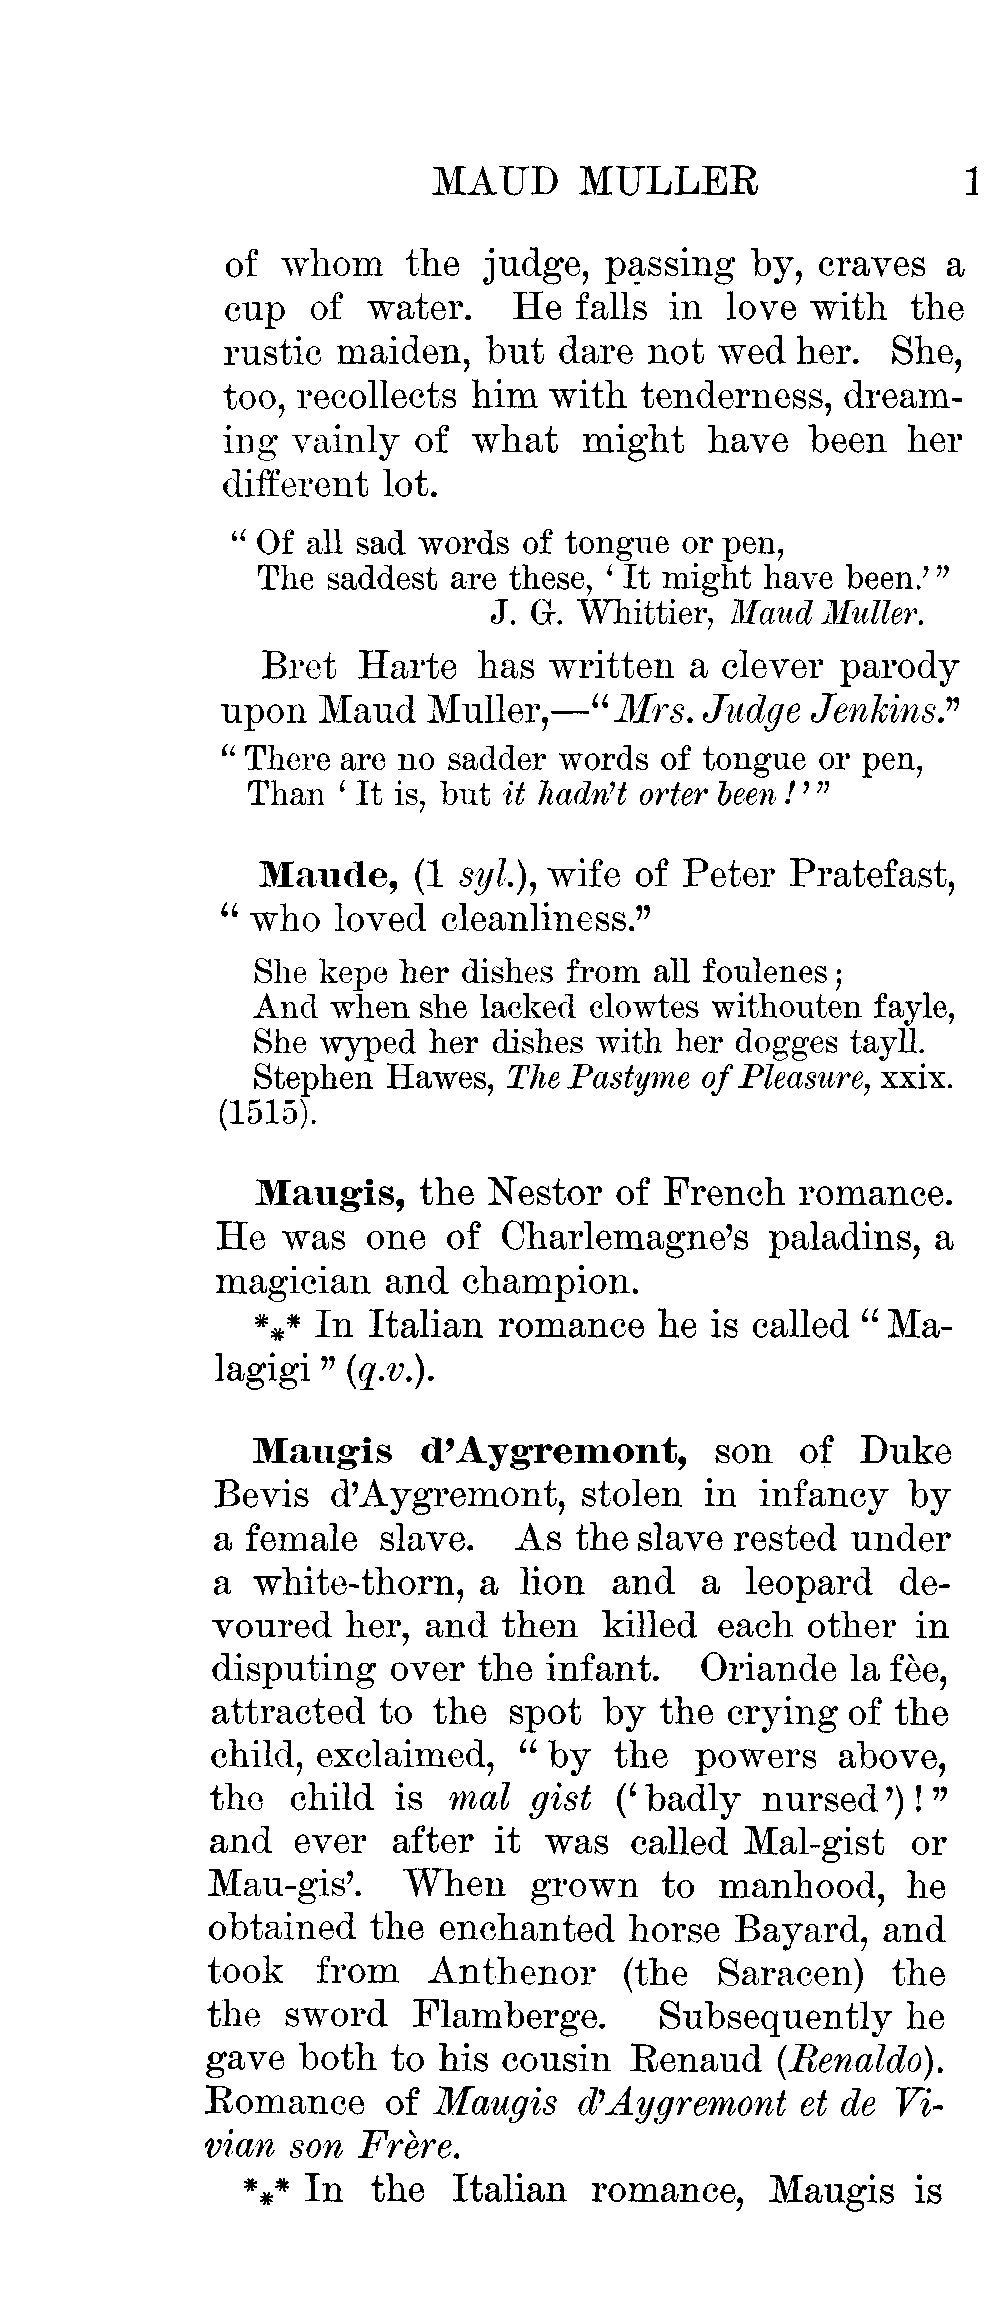 MAUD MULLER 1
of whom the judge, passing by, craves a
cup of water. He falls in love with the
rustic maiden, but dare not wed her. She,
too, recollects him with tenderness, dream-
ing vainly of what might have been her
different lot.
“Of all sad words of tongue or pen,
The saddest are these, ‘It might have been.’”
J. G. Whittier, Maud Muller.
Bret Harte has written a clever parody
upon Maud Muller,—“Mrs. Judge Jenkins.”
“There are no sadder words of tongue or pen,
Than ‘It is, but it hadn’t orter been!’”
Maude, (1 syl.), wife of Peter Pratefast,
“who loved cleanliness.”
She kepe her dishes from all foulenes;
And when she lacked clowtes withouten fayle,
She wyped her dishes with her dogges tayll.
Stephen Hawes, The Pastyme of Pleasure, xxix.
(1515).
Maugis, the Nestor of French romance.
He was one of Charlemagne’s paladins, a
magician and champion.
*⁎* In Italian romance he is called “Ma-
lagigi” (q.v.).
Maugis d’Aygremont, son of Duke
Bevis d’Aygremont, stolen in infancy by
a female slave. As the slave rested under
a white-thorn, a lion and a leopard de-
voured her, and then killed each other in
disputing over the infant. Oriande la fèe,
attracted to the spot by the crying of the
child, exclaimed, “by the powers above,
the child is mal gist (‘badly nursed’)!”
and ever after it was called Mal-gist or
Mau-gis’. When grown to manhood, he
obtained the enchanted horse Bayard, and
took from Anthenor (the Saracen) the
the sword Flamberge. Subsequently he
gave both to his cousin Renaud (Renaldo).
Romance of Maugis d’Aygremont et de Vi-
vian son Frère.
*⁎* In the Italian romance, Maugis is